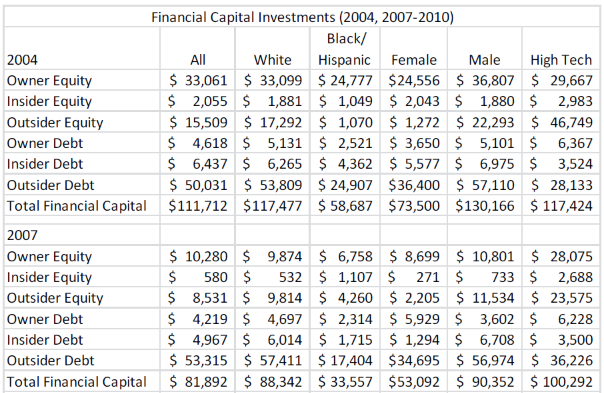 Financial Capital Investments (2004, 2007-2010)
Black/
2004 All White Hispanic Female Male High Tech
Owner Equity $ 33,061 $ 33,099 $ 24,777 $24,556 $ 36,807 $ 29,667
Insider Equity $ 2,055 $ 1,881 $ 1,049 $ 2,043 $ 1,880 $ 2,983
Outsider Equity $ 15,509 $ 17,292 $ 1,070 $ 1,272 $ 22,293 $ 46,749
Owner Debt $ 4,618 $ 5,131 $ 2,521 $ 3,650 $ 5,101 $ 6,367
Insider Debt $ 6,437 $ 6,265 $ 4,362 $ 5,577 $ 6,975 $ 3,524
Outsider Debt $ 50,031 $ 53,809 $ 24,907 $36,400 $ 57,110 $ 28,133
Total Financial Capital $111,712 $117,477 $ 58,687 $73,500 $130,166 $ 117,424
2007
Owner Equity $ 10,280 $ 9,874 $ 6,758 $ 8,699 $ 10,801 $ 28,075
Insider Equity $ 580 $ 532 $ 1,107 $ 271 $ 733 $ 2,688
Outsider Equity $ 8,531 $ 9,814 $ 4,260 $ 2,205 $ 11,534 $ 23,575
Owner Debt $ 4,219 $ 4,697 $ 2,314 $ 5,929 $ 3,602 $ 6,228
Insider Debt $ 4,967 $ 6,014 $ 1,715 $ 1,294 $ 6,708 $ 3,500
Outsider Debt $ 53,315 $ 57,411 $ 17,404 $34,695 $ 56,974 $ 36,226
Total Financial Capital $ 81,892 $ 88,342 $ 33,557 $53,092 $ 90,352 $ 100,292